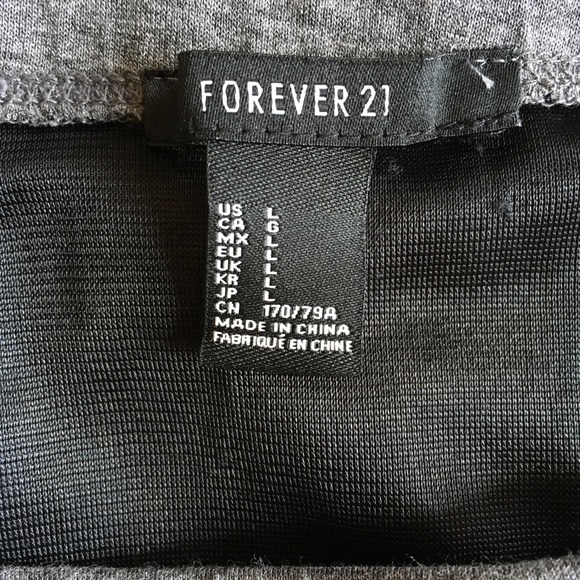 FOREVER 21
US L
CA G
MX L
EU L
UK L
KR L
JP L
CN 170/79A
MADE IN CHINA
FABRIQUÉ EN CHINE